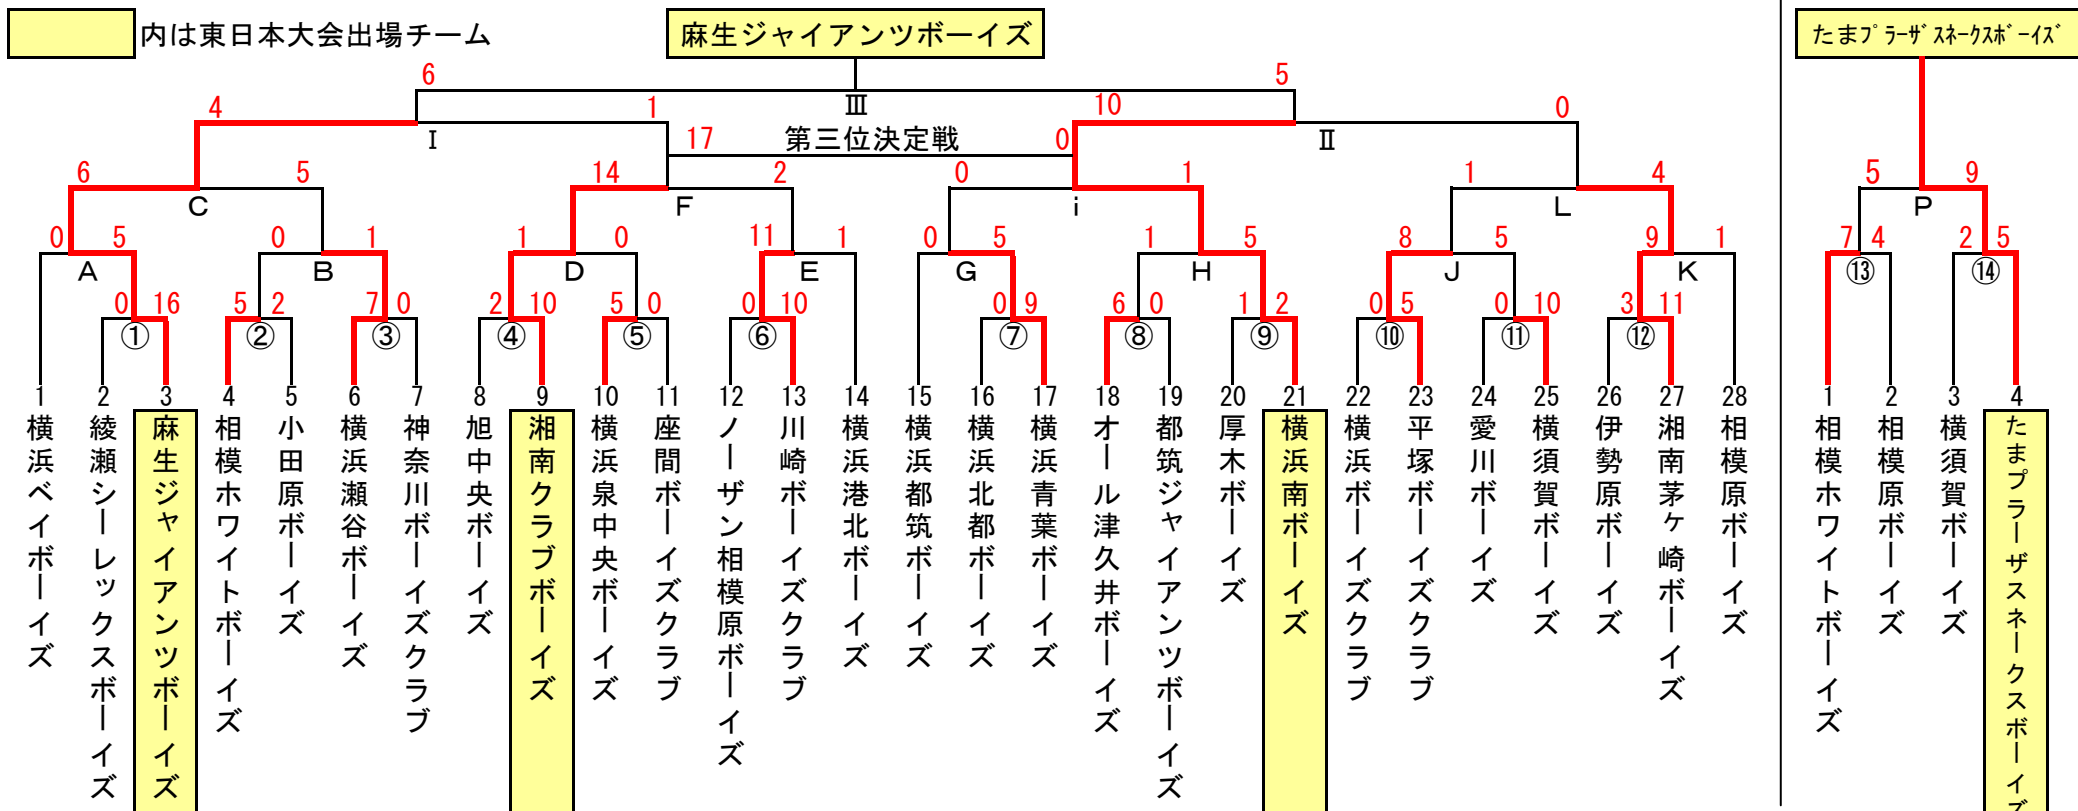 内は東日本大会出場チーム
麻生ジャイアンツボーイズ
たまプラーザスネークスボーイズ
6 5
Ⅲ
4 1 10 0
Ⅰ 17 第三位決定戦 0 Ⅱ
6 5 14 2 0 1 1 4 5 9
C F i L P
0 5 0 1 1 0 11 1 0 5 1 5 8 5 9 1 7 4 2 5
A B D E G H J K ⑬ ⑭
0 16 5 2 7 0 2 10 5 0 0 10 0 9 6 0 1 2 0 5 0 10 3 11
① ② ③ ④ ⑤ ⑥ ⑦ ⑧ ⑨ ⑩ ⑪ ⑫
1 横浜ベイボーイズ
2 綾瀬シーレックスボーイズ
3 麻生ジャイアンツボーイズ
4 相模ホワイトボーイズ
5 小田原ボーイズ
6 横浜瀬谷ボーイズ
7 神奈川ボーイズクラブ
8 旭中央ボーイズ
9 湘南クラブボーイズ
10 横浜泉中央ボーイズ
11 座間ボーイズクラブ
12 ノーザン相模原ボーイズ
13 川崎ボーイズクラブ
14 横浜港北ボーイズ
15 横浜都筑ボーイズ
16 横浜北都ボーイズ
17 横浜青葉ボーイズ
18 オール津久井ボーイズ
19 都筑ジャイアンツボーイズ
20 厚木ボーイズ
21 横浜南ボーイズ
22 横浜ボーイズクラブ
23 平塚ボーイズクラブ
24 愛川ボーイズ
25 横須賀ボーイズ
26 伊勢原ボーイズ
27 湘南茅ケ崎ボーイズ
28 相模原ボーイズ
1 相模ホワイトボーイズ
2 相模原ボーイズ
3 横須賀ボーイズ
4 たまプラーザスネークスボーイズ